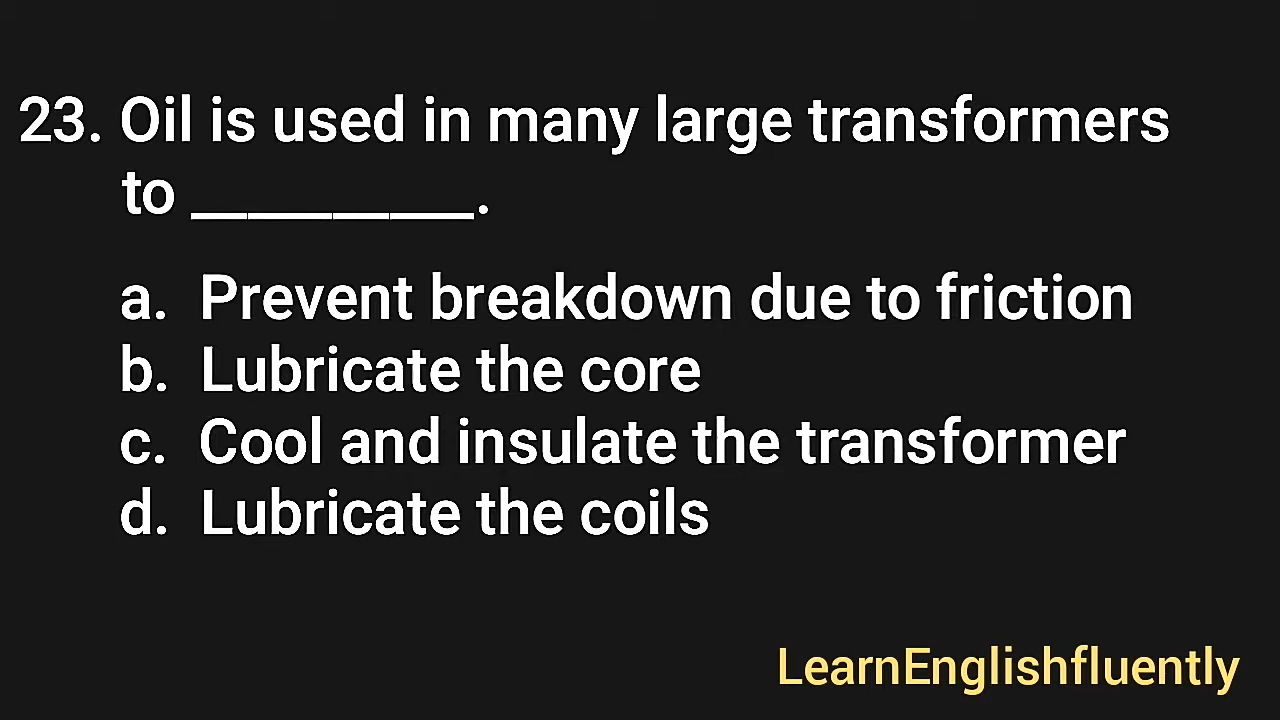 23. Oil is used in many large transformers
to __________.
a. Prevent breakdown due to friction
b. Lubricate the core
c. Cool and insulate the transformer
d. Lubricate the coils
LearnEnglishfluently